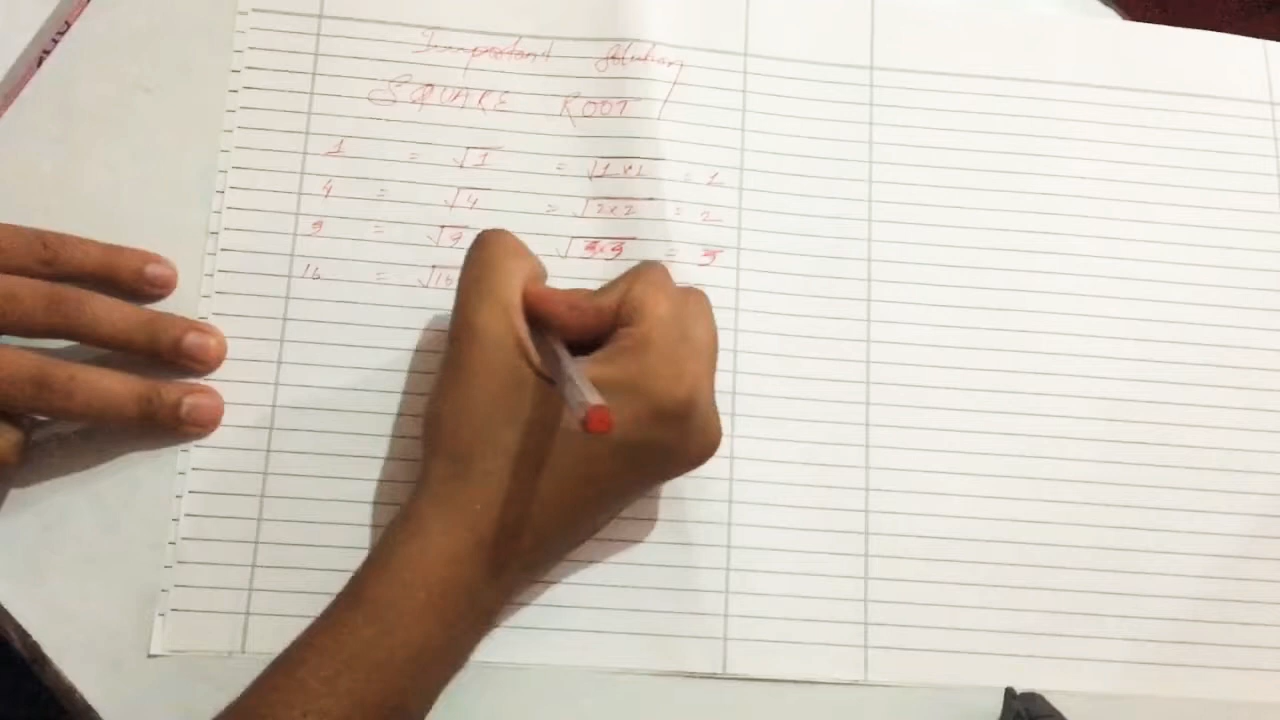 Important Solution
SQUARE ROOT
1 = √1 = √1×1 = 1
4 = √4 = √2×2 = 2
9 = √9 √3×3 = 3
16 = √16